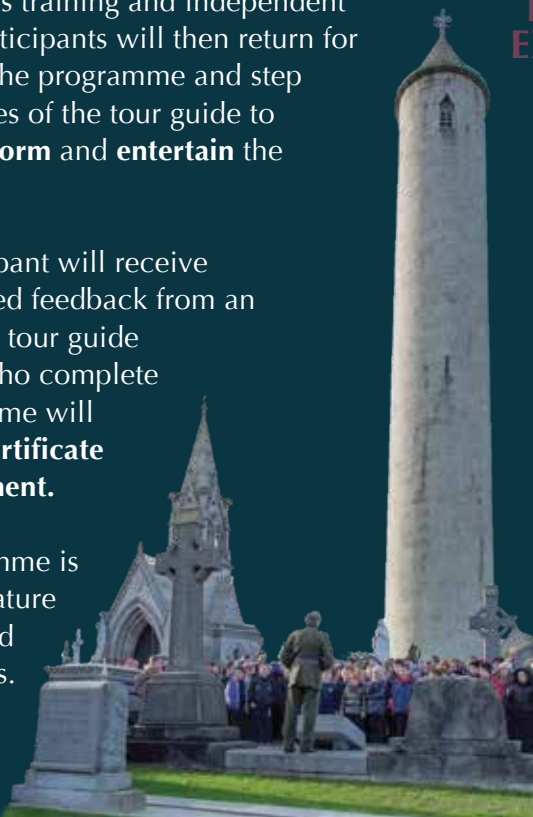 s training and independent
ticipants will then return for
he programme and step
es of the tour guide to
orm and entertain the
pant will receive
ed feedback from an
tour guide
ho complete
me will
rtificate
ent.
me is
ature
d
s.
E